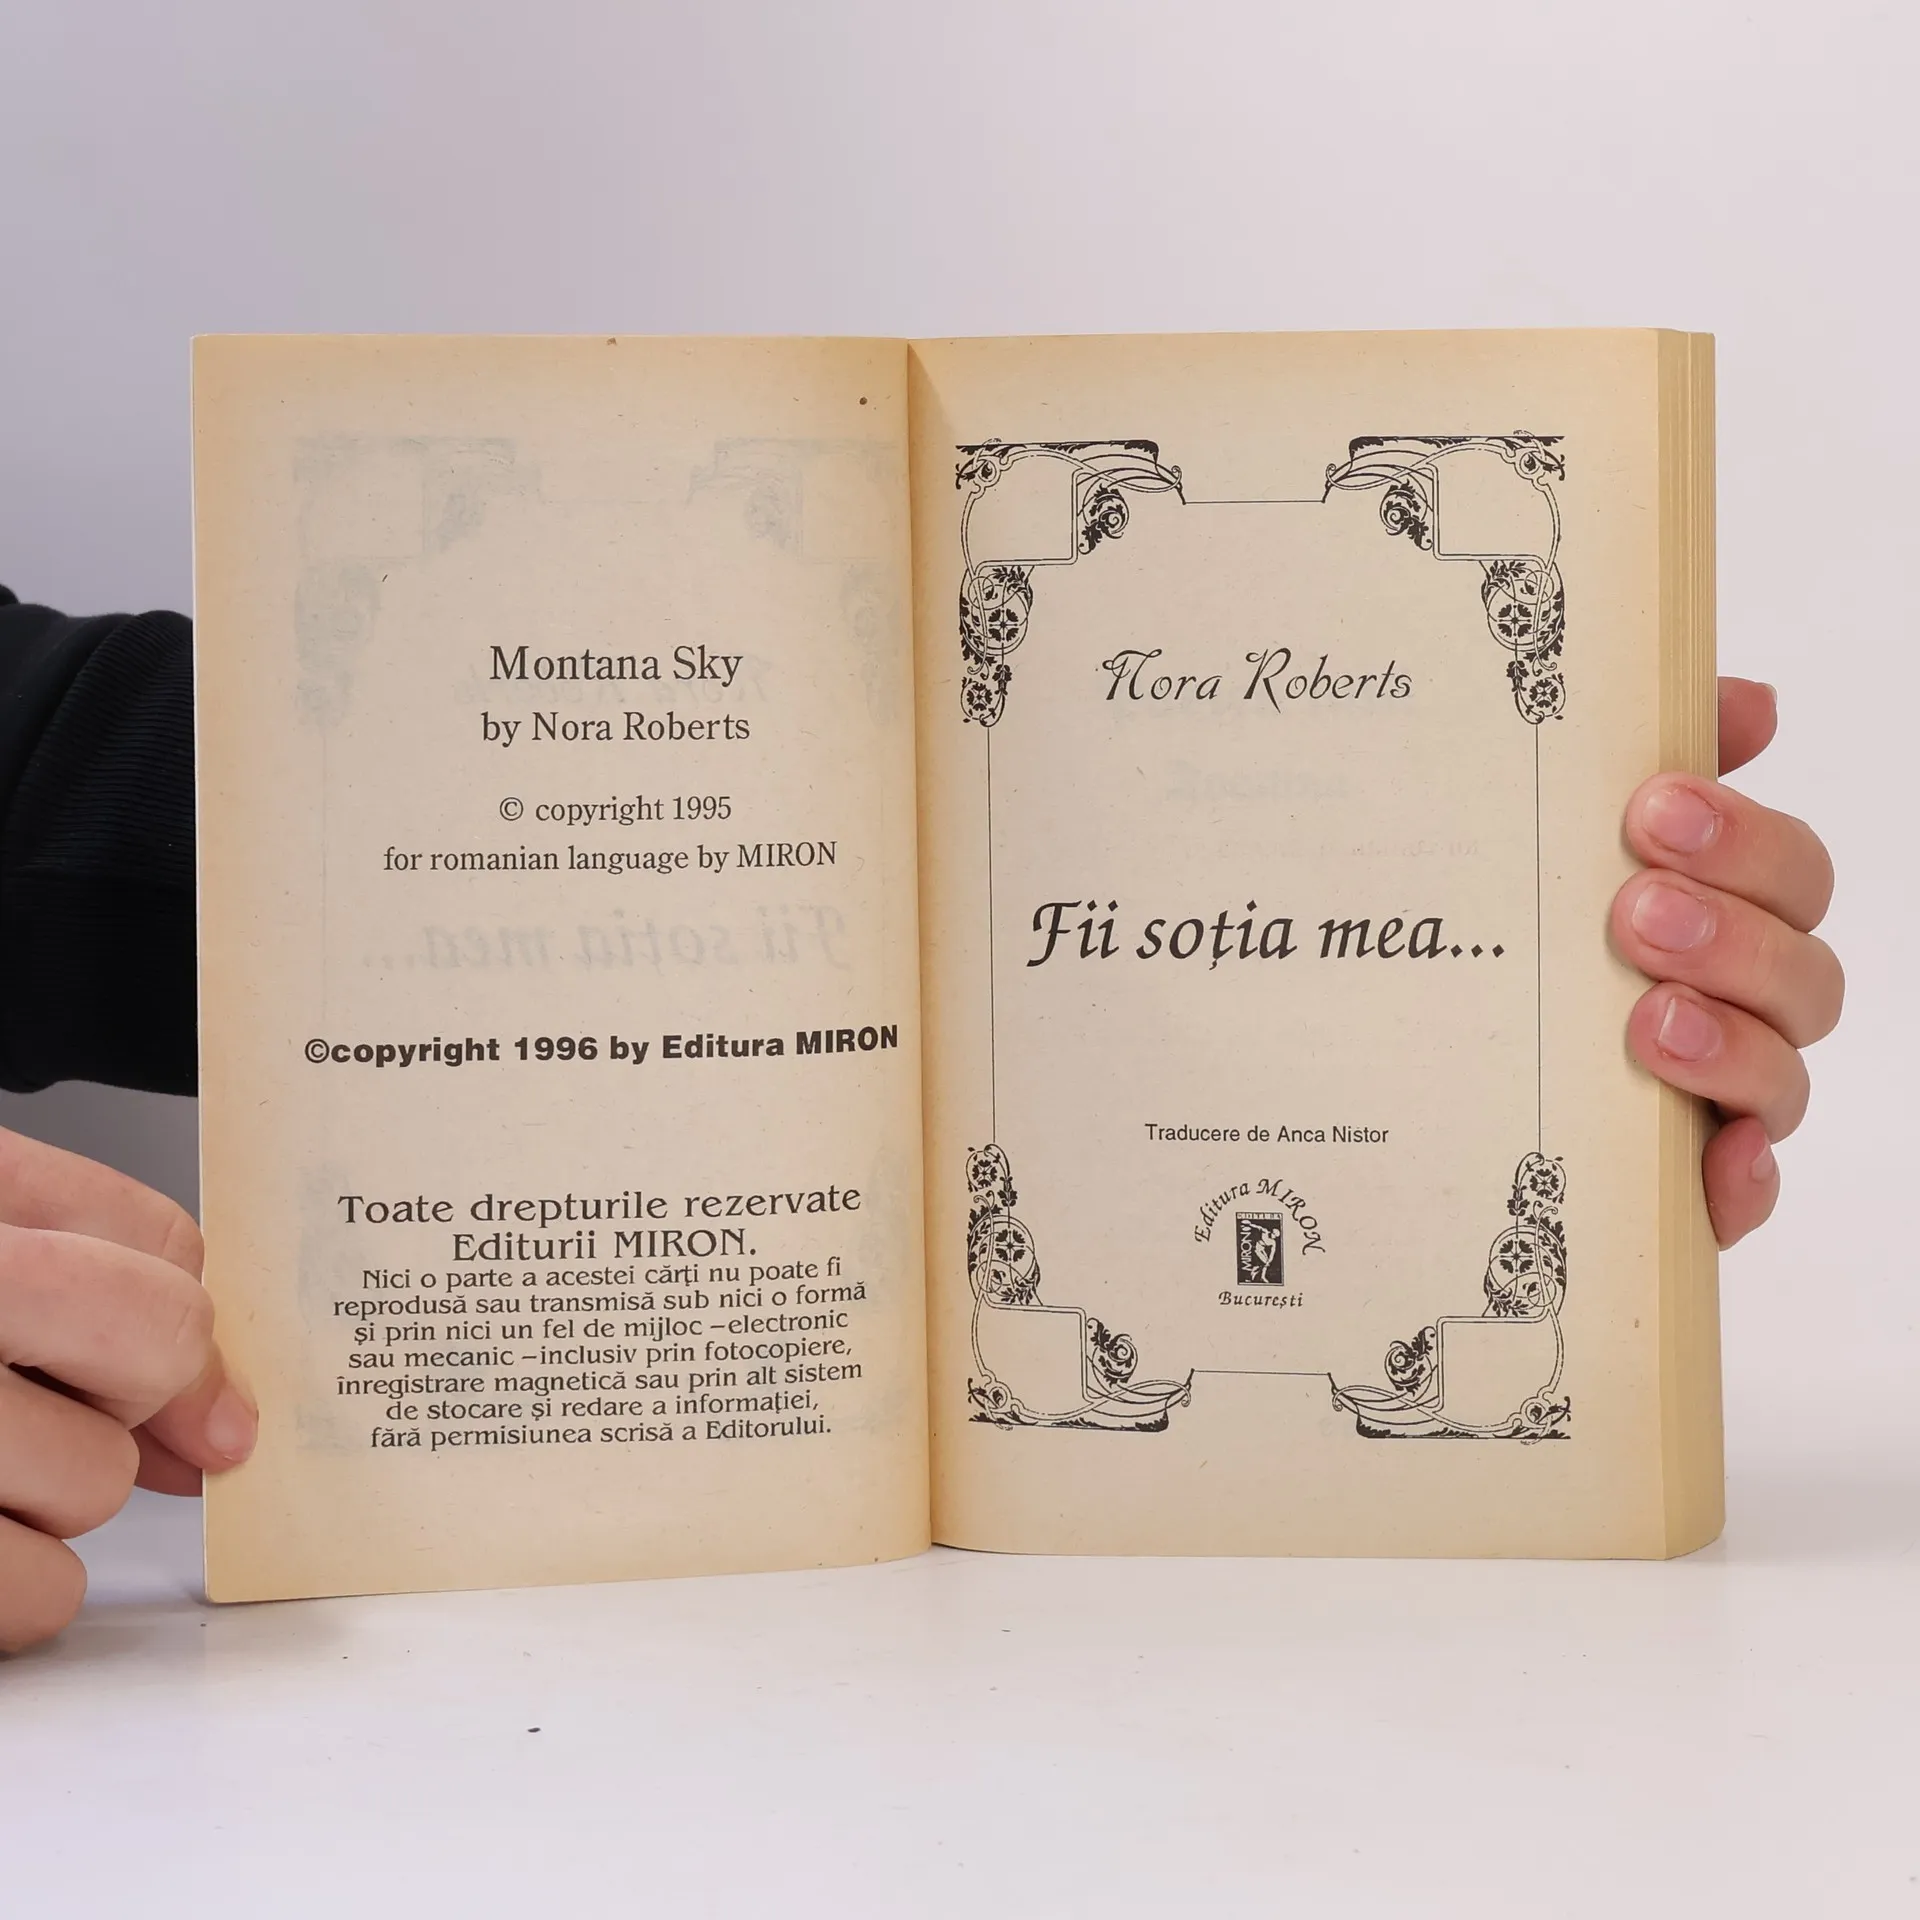 Montana Sky
by Nora Roberts
© copyright 1995
for romanian language by MIRON
©copyright 1996 by Editura MIRON
Toate drepturile rezervate
Editurii MIRON.
Nici o parte a acestei cărţi nu poate fi
reprodusă sau transmisă sub nici o formă
şi prin nici un fel de mijloc –electronic
sau mecanic –inclusiv prin fotocopiere,
înregistrare magnetică sau prin alt sistem
de stocare şi redare a informaţiei,
fără permisiunea scrisă a Editorului.
Nora Roberts
Fii soţia mea...
Traducere de Anca Nistor
Editura MIRON
EDITURA
MIRON
Bucureşti